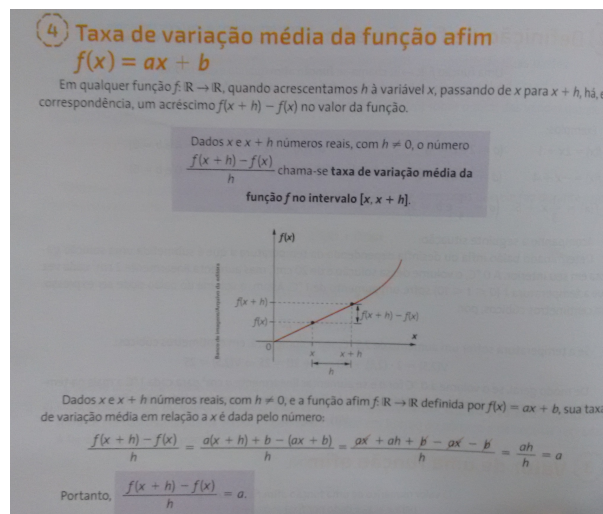 4 Taxa de variação média da função afim
f(x) = ax + b
Em qualquer função f: ℝ → ℝ, quando acrescentamos h à variável x, passando de x para x + h, há, e
correspondência, um acréscimo f(x + h) − f(x) no valor da função.
Dados x e x + h números reais, com h ≠ 0, o número
f(x + h) − f(x) / h chama-se taxa de variação média da
função f no intervalo [x, x + h].
f(x)
f(x + h)
f(x + h) − f(x)
f(x)
x
0
x x + h
h
Dados x e x + h números reais, com h ≠ 0, e a função afim f: ℝ → ℝ definida por f(x) = ax + b, sua taxa
de variação média em relação a x é dada pelo número:
f(x + h) − f(x) / h = a(x + h) + b − (ax + b) / h = ax + ah + b − ax − b / h = ah / h = a
Portanto, f(x + h) − f(x) / h = a.